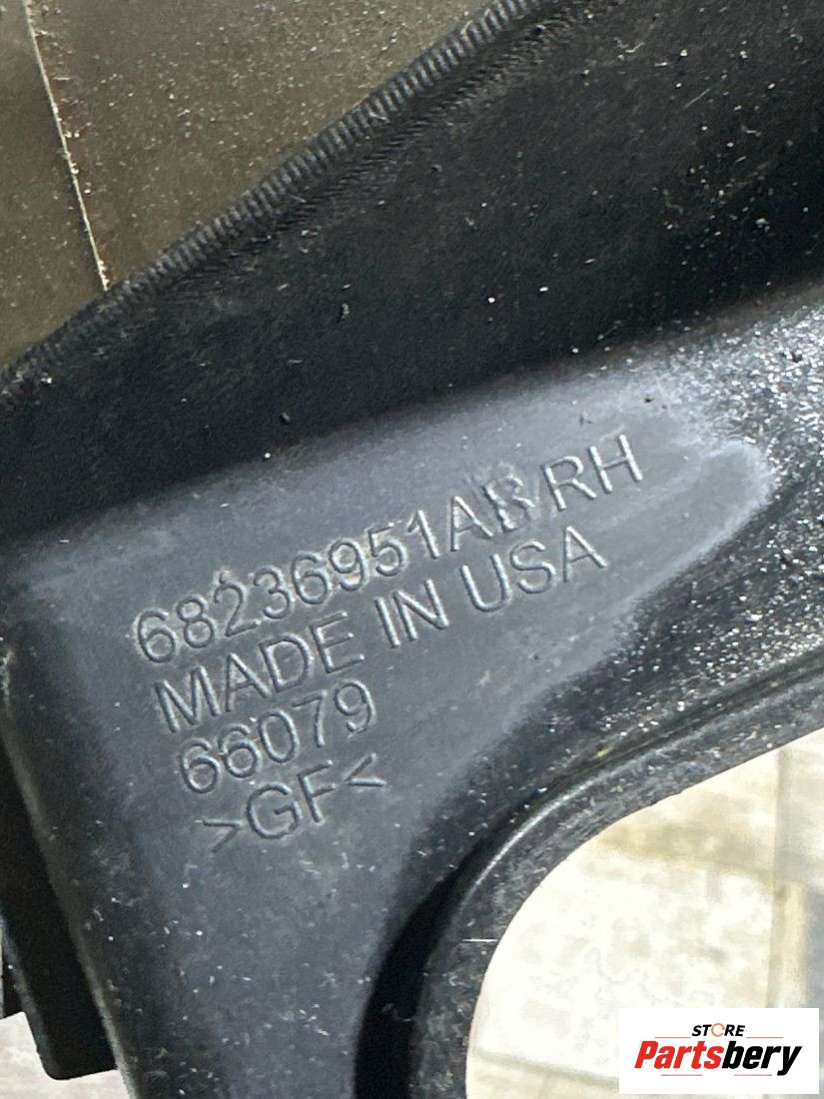 68236951AB/RH
MADE IN USA
66079
>GF<
STORE
Partsbery